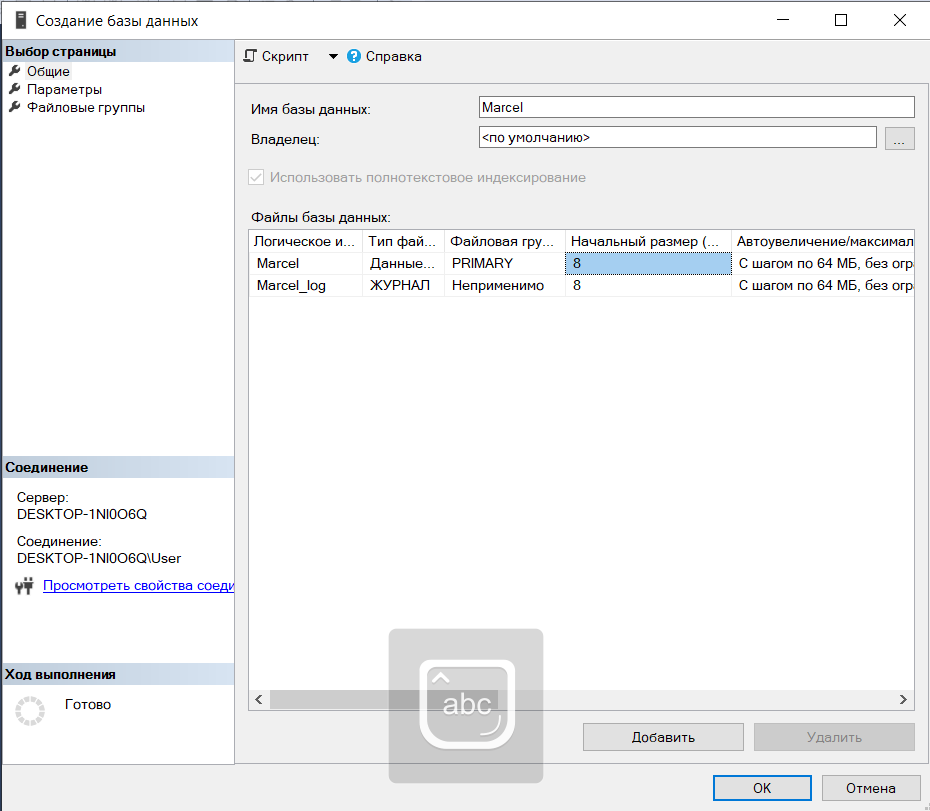 Создание базы данных
Выбор страницы
Общие
Параметры
Файловые группы
Скрипт
Справка
Имя базы данных: Marcel
Владелец: <по умолчанию> ...
Использовать полнотекстовое индексирование
Файлы базы данных:
Логическое и... Тип фай... Файловая гру... Начальный размер (... Автоувеличение/максимал
Marcel Данные... PRIMARY 8 С шагом по 64 МБ, без огр
Marcel_log ЖУРНАЛ Неприменимо 8 С шагом по 64 МБ, без огр
Соединение
Сервер:
DESKTOP-1NI0O6Q
Соединение:
DESKTOP-1NI0O6Q\User
Просмотреть свойства соеди
Ход выполнения
Готово
abc
Добавить Удалить
OK Отмена